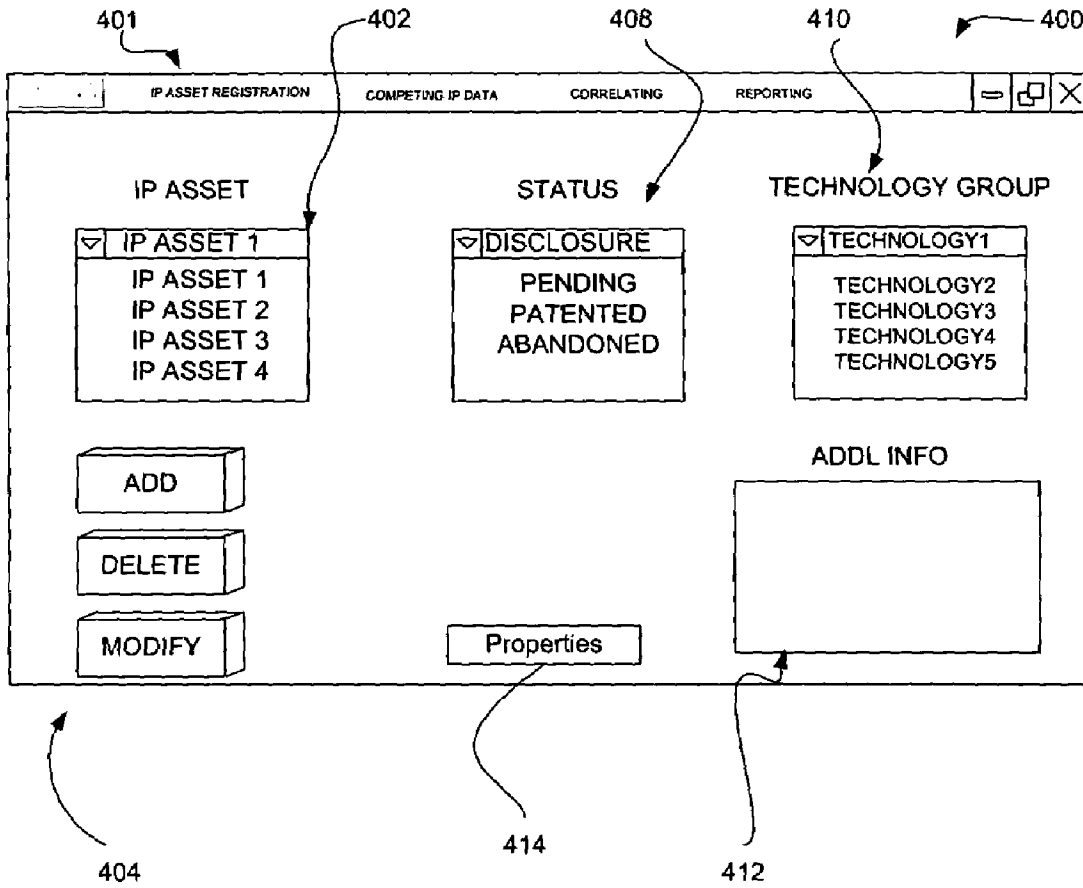 401 402 408 410 400
IP ASSET REGISTRATION COMPETING IP DATA CORRELATING REPORTING
IP ASSET STATUS TECHNOLOGY GROUP
IP ASSET 1 DISCLOSURE TECHNOLOGY1
IP ASSET 1 PENDING TECHNOLOGY2
IP ASSET 2 PATENTED TECHNOLOGY3
IP ASSET 3 ABANDONED TECHNOLOGY4
IP ASSET 4 TECHNOLOGY5
ADD ADDL INFO
DELETE
MODIFY Properties
404 414 412